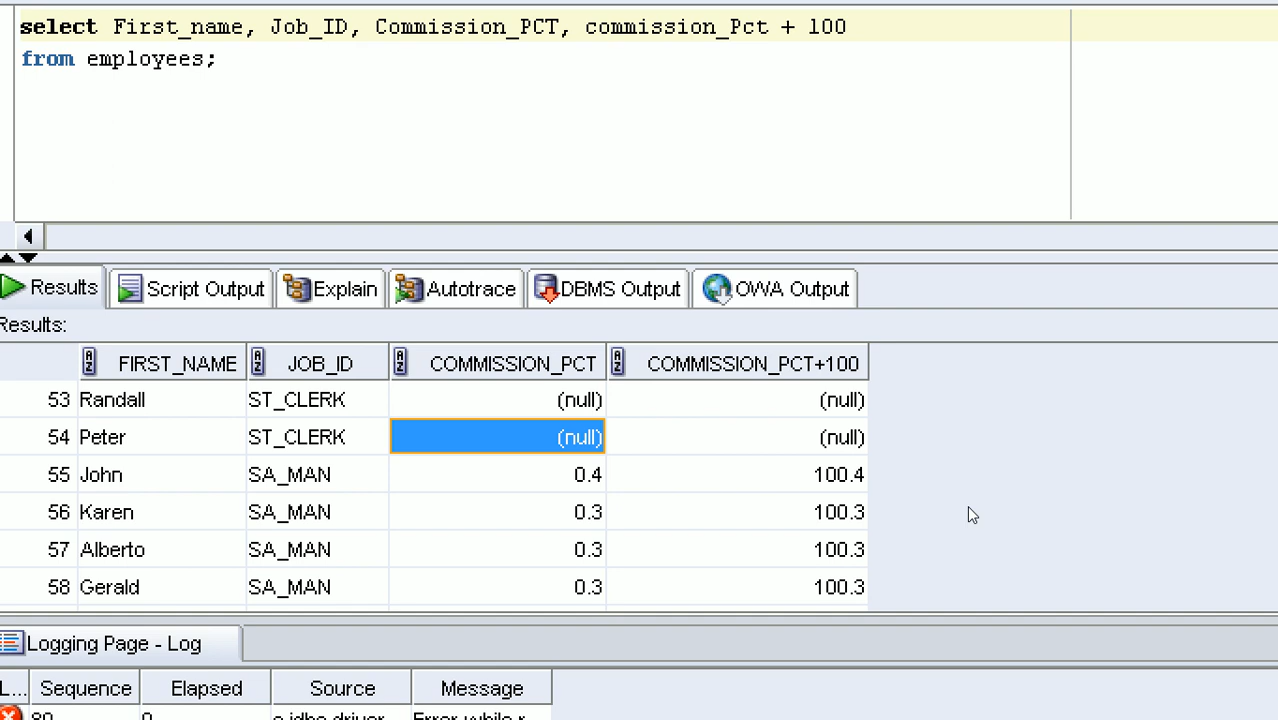 select First_name, Job_ID, Commission_PCT, commission_Pct + 100
from employees;
Results Script Output Explain Autotrace DBMS Output OWA Output
Results:
FIRST_NAME JOB_ID COMMISSION_PCT COMMISSION_PCT+100
53 Randall ST_CLERK (null) (null)
54 Peter ST_CLERK (null) (null)
55 John SA_MAN 0.4 100.4
56 Karen SA_MAN 0.3 100.3
57 Alberto SA_MAN 0.3 100.3
58 Gerald SA_MAN 0.3 100.3
Logging Page - Log
L... Sequence Elapsed Source Message
Error while r